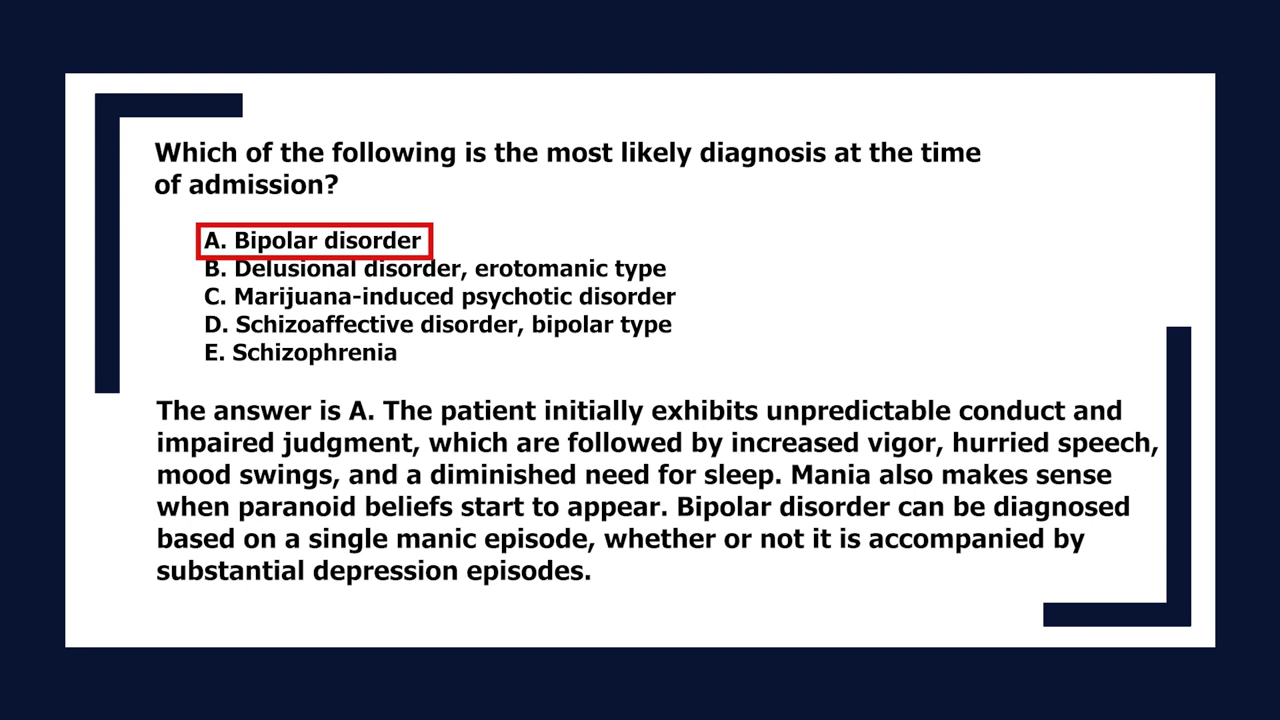 Which of the following is the most likely diagnosis at the time
of admission?
A. Bipolar disorder
B. Delusional disorder, erotomanic type
C. Marijuana-induced psychotic disorder
D. Schizoaffective disorder, bipolar type
E. Schizophrenia
The answer is A. The patient initially exhibits unpredictable conduct and
impaired judgment, which are followed by increased vigor, hurried speech,
mood swings, and a diminished need for sleep. Mania also makes sense
when paranoid beliefs start to appear. Bipolar disorder can be diagnosed
based on a single manic episode, whether or not it is accompanied by
substantial depression episodes.